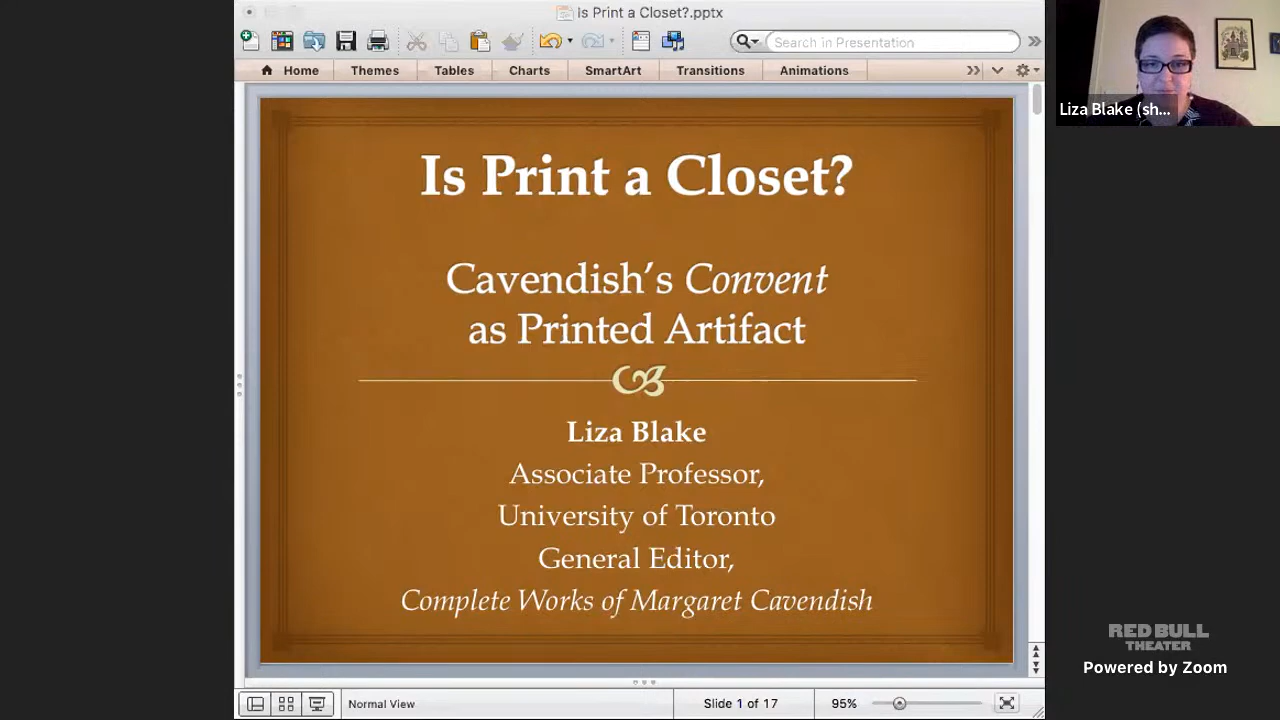 is Print a Closet?.pptx
Search in Presentation
Home Themes Tables Charts SmartArt Transitions Animations
Is Print a Closet?
Cavendish's Convent
as Printed Artifact
Liza Blake
Associate Professor,
University of Toronto
General Editor,
Complete Works of Margaret Cavendish
Normal View
Slide 1 of 17
95%
Liza Blake (sh...
RED BULL
THEATER
Powered by Zoom